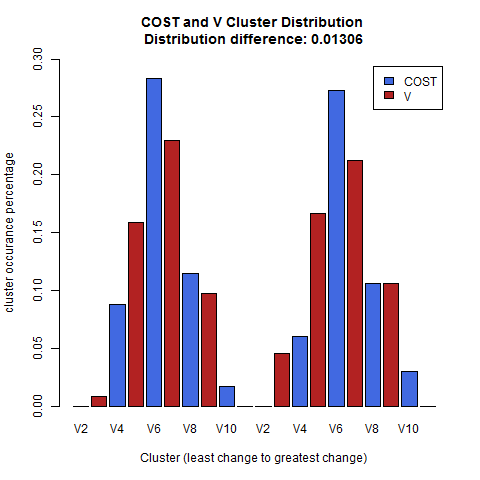 COST and V Cluster Distribution
Distribution difference: 0.01306
COST
V
cluster occurance percentage
0.30
0.25
0.20
0.15
0.10
0.05
0.00
V2 V4 V6 V8 V10 V2 V4 V6 V8 V10
Cluster (least change to greatest change)